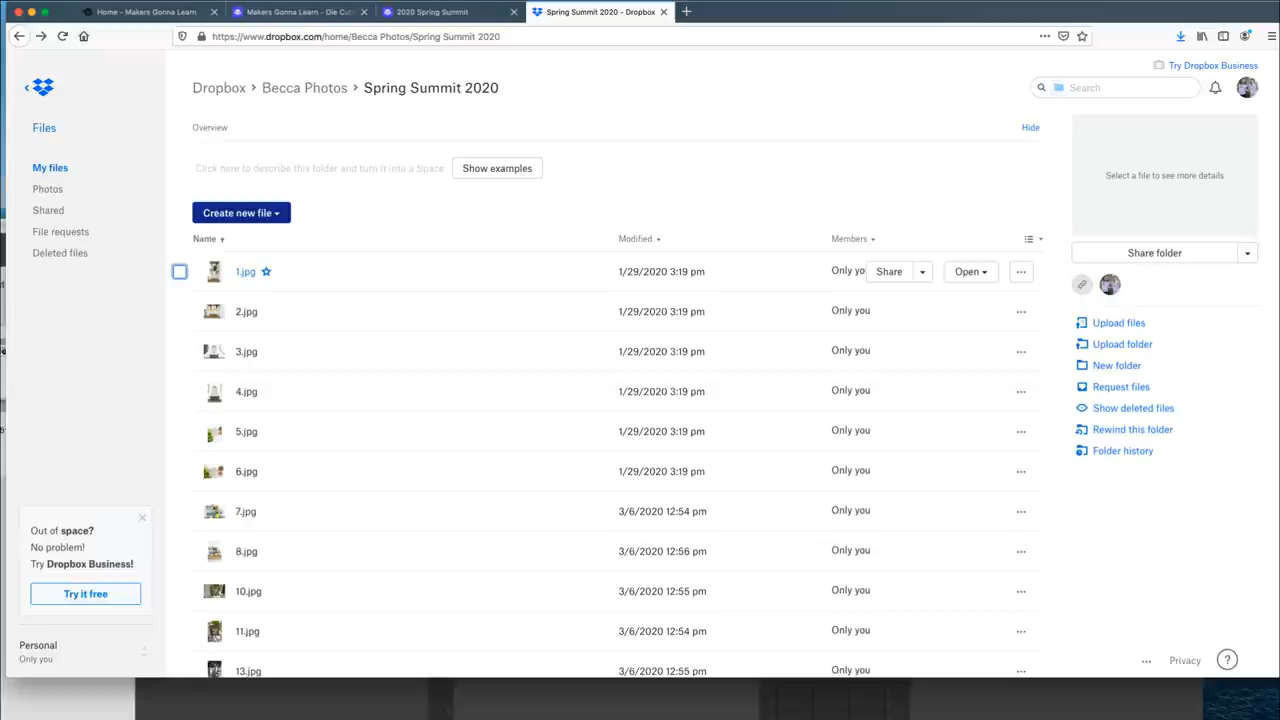 Home - Makers Gonna Learn
Makers Gonna Learn - Die Cut
2020 Spring Summit
Spring Summit 2020 - Dropbox
https://www.dropbox.com/home/Becca Photos/Spring Summit 2020
Try Dropbox Business
Dropbox > Becca Photos > Spring Summit 2020
Search
Files
Overview
Hide
My files
Photos
Shared
File requests
Deleted files
Click here to describe this folder and turn it into a Space
Show examples
Select a file to see more details
Create new file
Name
Modified
Members
Share folder
1.jpg 1/29/2020 3:19 pm Only yo Share Open
2.jpg 1/29/2020 3:19 pm Only you
3.jpg 1/29/2020 3:19 pm Only you
4.jpg 1/29/2020 3:19 pm Only you
5.jpg 1/29/2020 3:19 pm Only you
6.jpg 1/29/2020 3:19 pm Only you
7.jpg 3/6/2020 12:54 pm Only you
8.jpg 3/6/2020 12:56 pm Only you
10.jpg 3/6/2020 12:55 pm Only you
11.jpg 3/6/2020 12:54 pm Only you
13.jpg 3/6/2020 12:55 pm Only you
Upload files
Upload folder
New folder
Request files
Show deleted files
Rewind this folder
Folder history
Out of space?
No problem!
Try Dropbox Business!
Try it free
Personal
Only you
Privacy
?